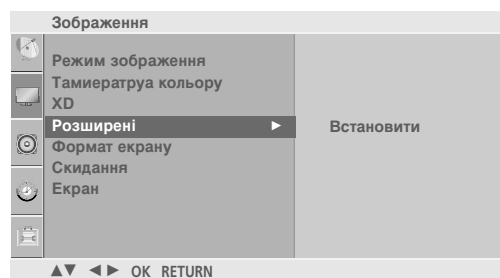 Зображення
Режим зображення
Тамиератруа кольору
XD
Розширені ► Встановити
Формат екрану
Скидання
Екран
▲▼ ◄► OK RETURN